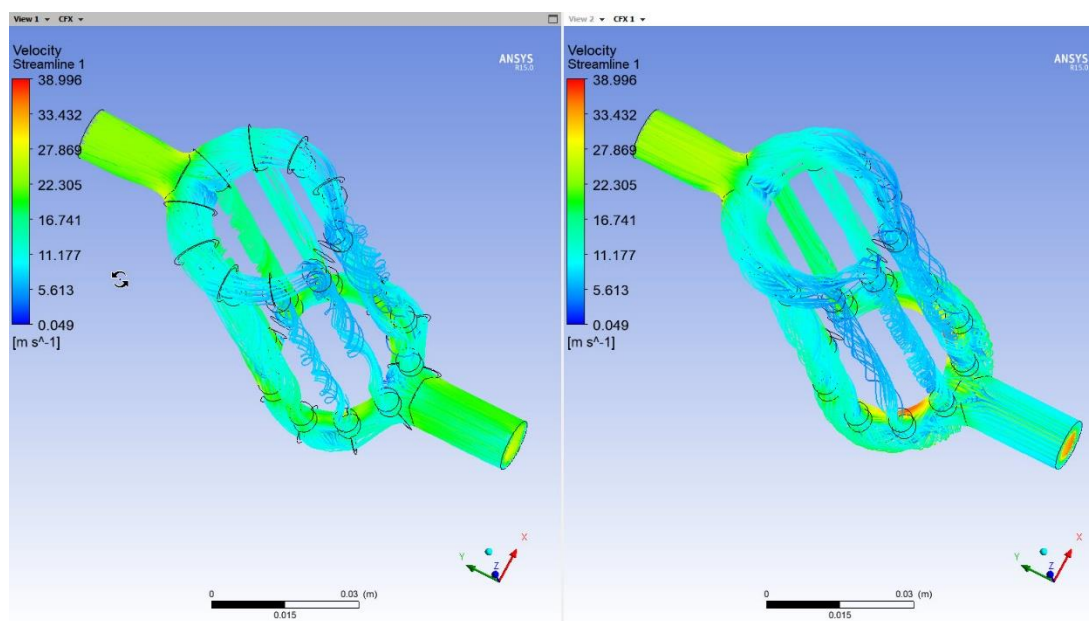 View 1 CFX
Velocity
Streamline 1
38.996
33.432
27.869
22.305
16.741
11.177
5.613
0.049
[m s^-1]
ANSYS
R15.0
X
Y
Z
0 0.03 (m)
0.015
View 2 CFX 1
Velocity
Streamline 1
38.996
33.432
27.869
22.305
16.741
11.177
5.613
0.049
[m s^-1]
ANSYS
R15.0
X
Y
Z
0 0.03 (m)
0.015